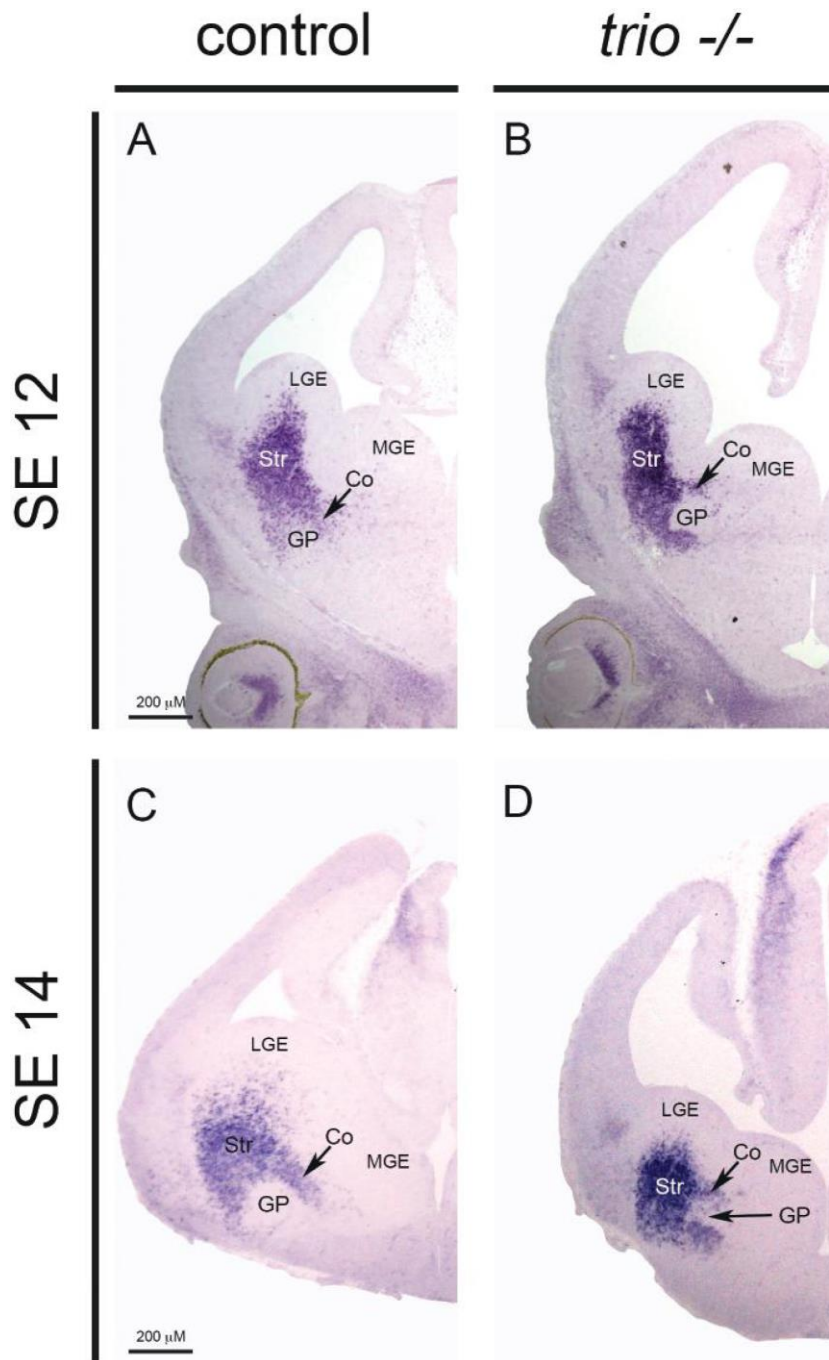 control
trio -/-
SE 12
A
LGE
MGE
Str
Co
GP
200 µM
B
LGE
Co
MGE
Str
GP
SE 14
C
LGE
Str
Co
MGE
GP
200 µM
D
LGE
Co
MGE
Str
GP